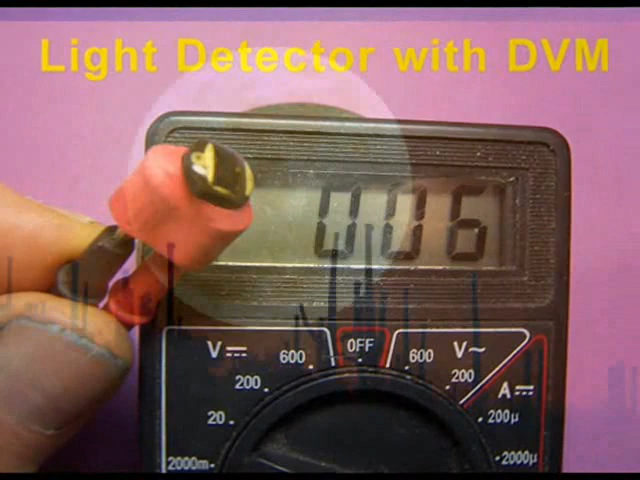 Light Detector with DVM
006
V⎓ 600 OFF 600 V~
200 200 A⎓
20 200µ
2000m 2000µ